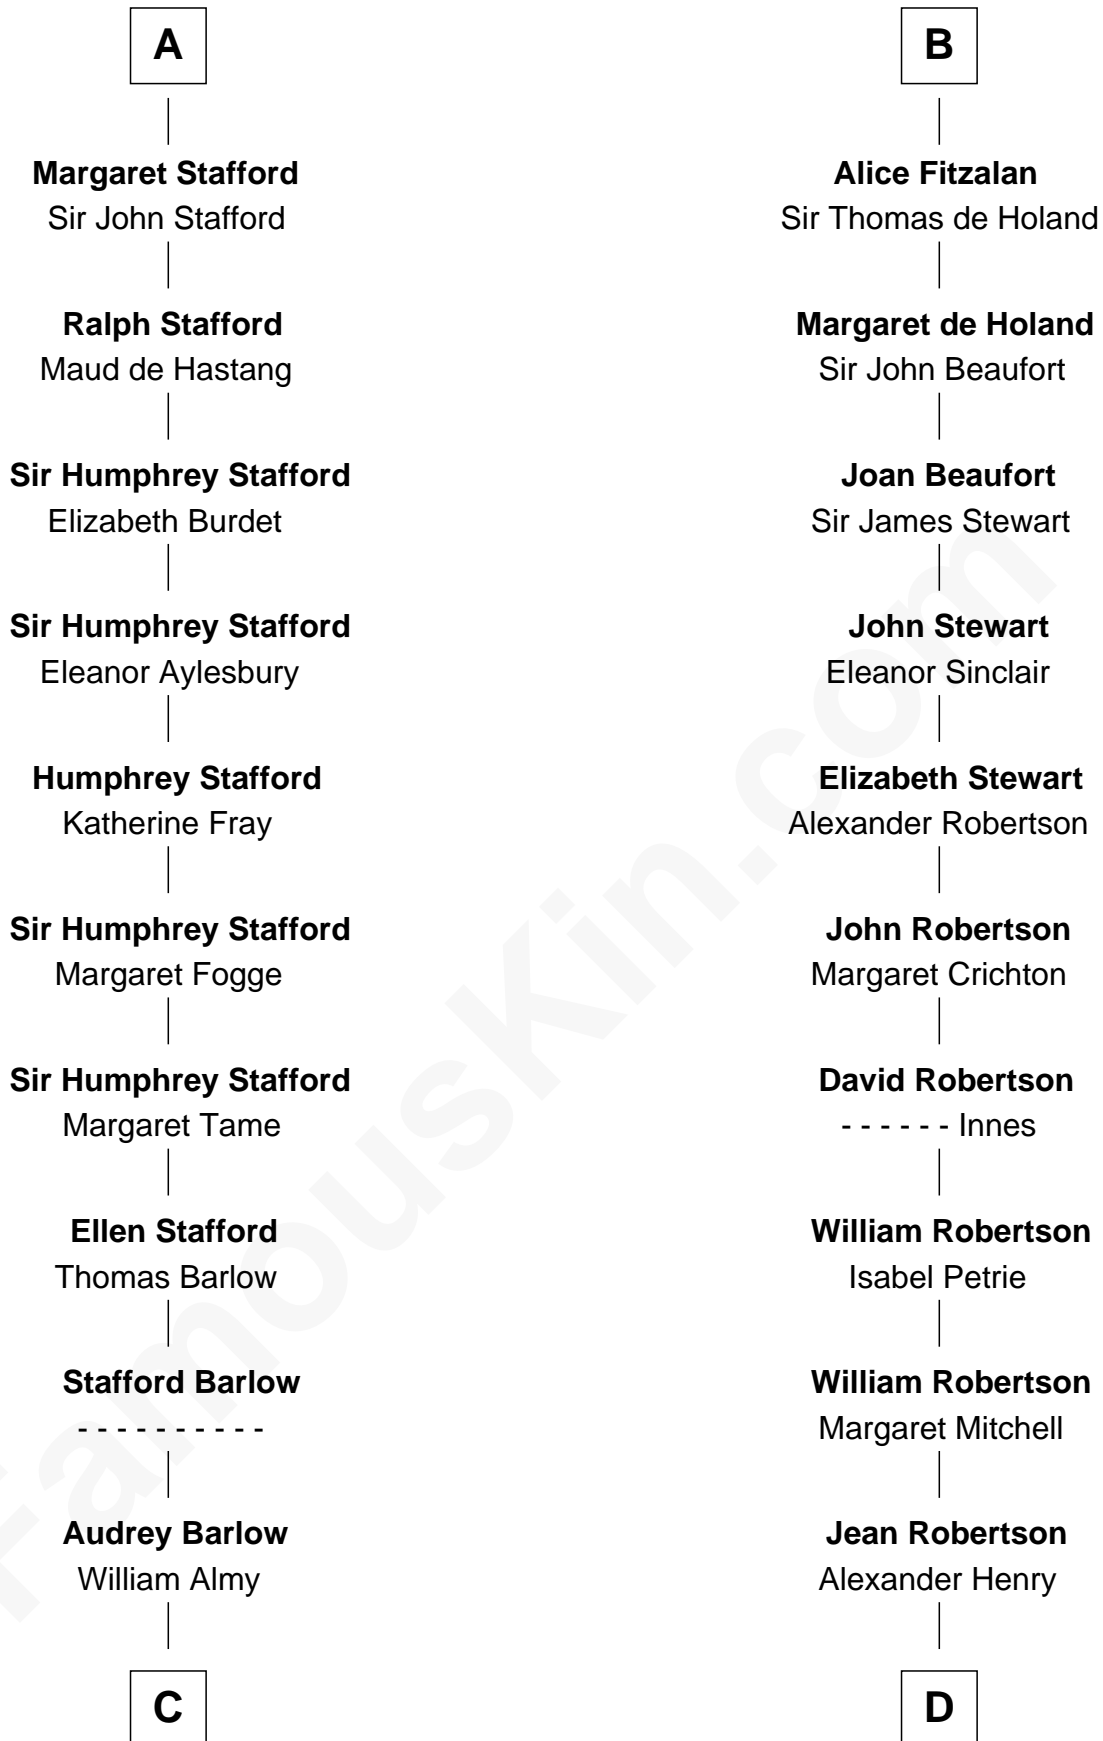 A
Margaret Stafford
Sir John Stafford
Ralph Stafford
Maud de Hastang
Sir Humphrey Stafford
Elizabeth Burdet
Sir Humphrey Stafford
Eleanor Aylesbury
Humphrey Stafford
Katherine Fray
Sir Humphrey Stafford
Margaret Fogge
Sir Humphrey Stafford
Margaret Tame
Ellen Stafford
Thomas Barlow
Stafford Barlow
- - - - - - - - - -
Audrey Barlow
William Almy
C
B
Alice Fitzalan
Sir Thomas de Holand
Margaret de Holand
Sir John Beaufort
Joan Beaufort
Sir James Stewart
John Stewart
Eleanor Sinclair
Elizabeth Stewart
Alexander Robertson
John Robertson
Margaret Crichton
David Robertson
- - - - - - Innes
William Robertson
Isabel Petrie
William Robertson
Margaret Mitchell
Jean Robertson
Alexander Henry
D
FamousKin.com